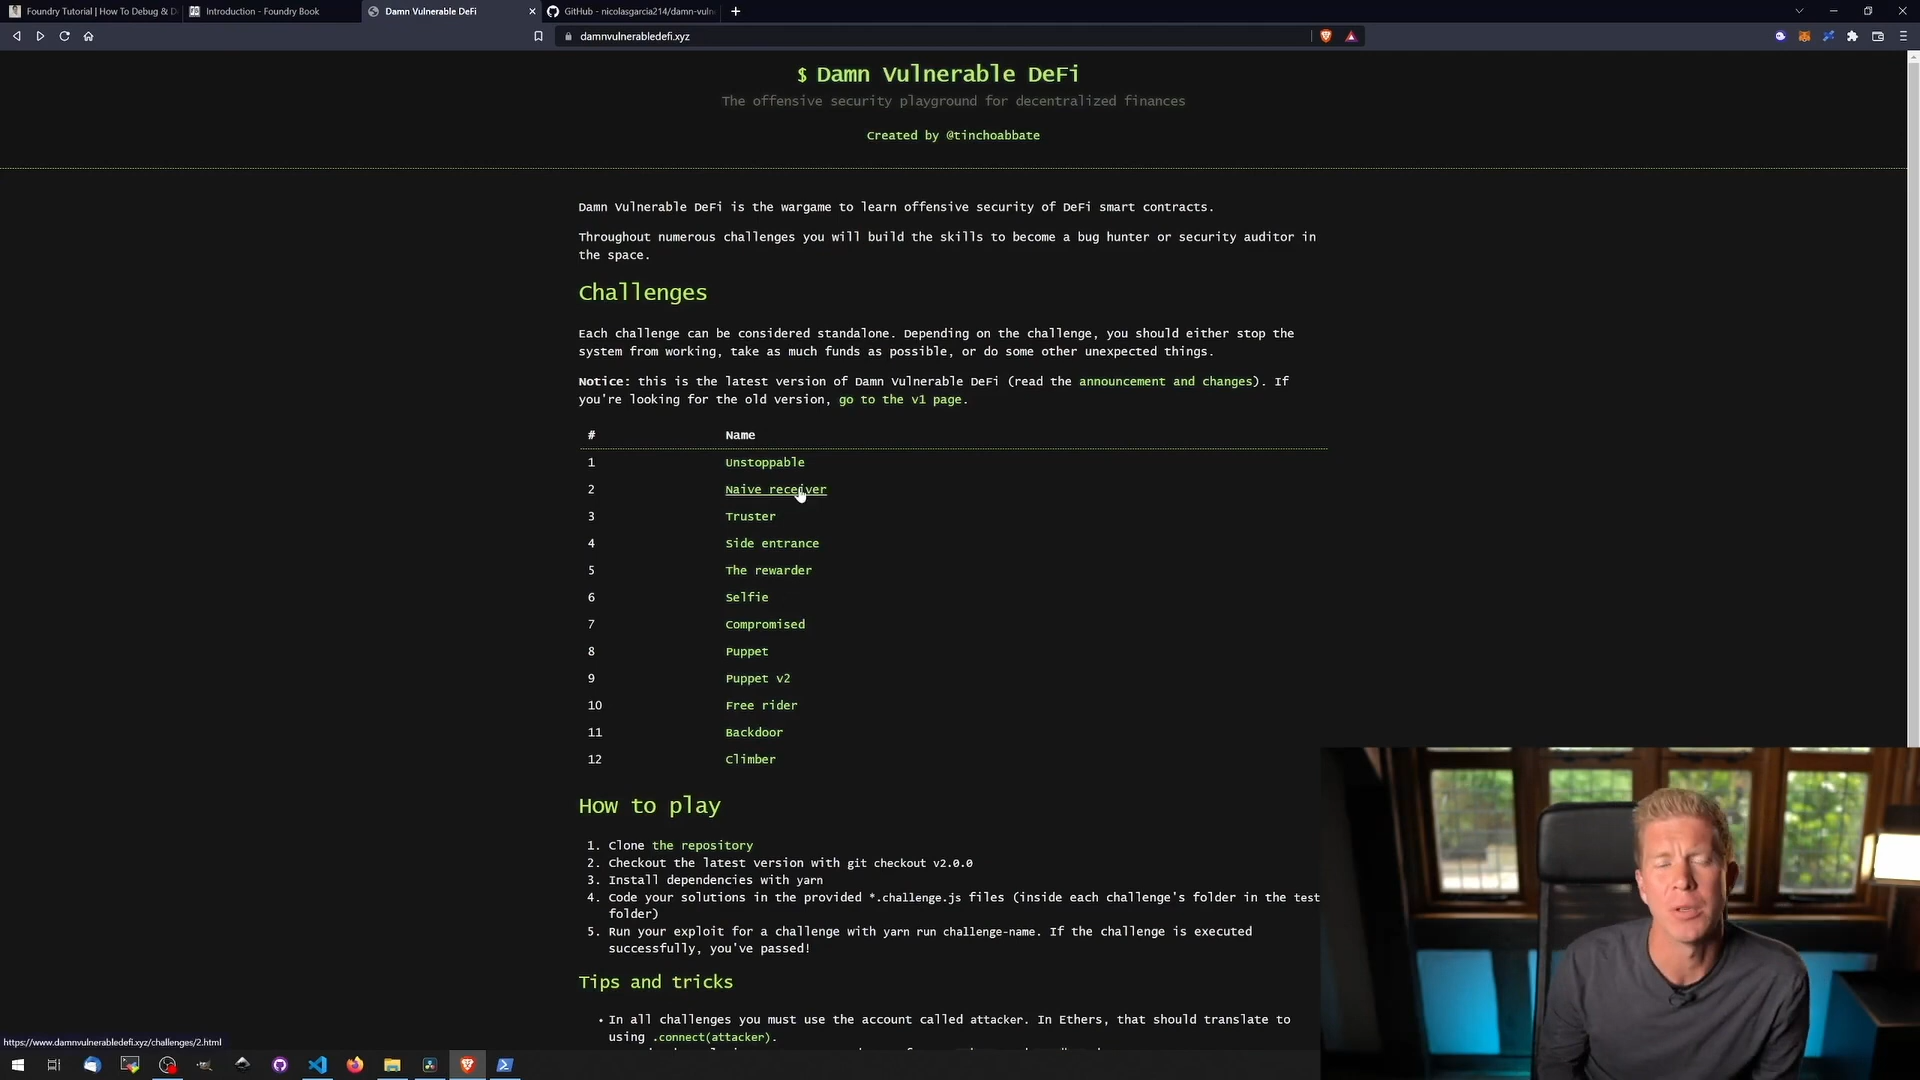 Foundry Tutorial | How To Debug & D
Introduction - Foundry Book
Damn Vulnerable DeFi
GitHub - nicolasgarcia214/damn-vuln
damnvulnerabledefi.xyz
$ Damn Vulnerable DeFi
The offensive security playground for decentralized finances
Created by @tinchoabbate
Damn Vulnerable DeFi is the wargame to learn offensive security of DeFi smart contracts.
Throughout numerous challenges you will build the skills to become a bug hunter or security auditor in
the space.
Challenges
Each challenge can be considered standalone. Depending on the challenge, you should either stop the
system from working, take as much funds as possible, or do some other unexpected things.
Notice: this is the latest version of Damn Vulnerable DeFi (read the announcement and changes). If
you're looking for the old version, go to the v1 page.
# Name
1 Unstoppable
2 Naive receiver
3 Truster
4 Side entrance
5 The rewarder
6 Selfie
7 Compromised
8 Puppet
9 Puppet v2
10 Free rider
11 Backdoor
12 Climber
How to play
1. Clone the repository
2. Checkout the latest version with git checkout v2.0.0
3. Install dependencies with yarn
4. Code your solutions in the provided *.challenge.js files (inside each challenge's folder in the test
folder)
5. Run your exploit for a challenge with yarn run challenge-name. If the challenge is executed
successfully, you've passed!
Tips and tricks
• In all challenges you must use the account called attacker. In Ethers, that should translate to
using .connect(attacker).
https://www.damnvulnerabledefi.xyz/challenges/2.html